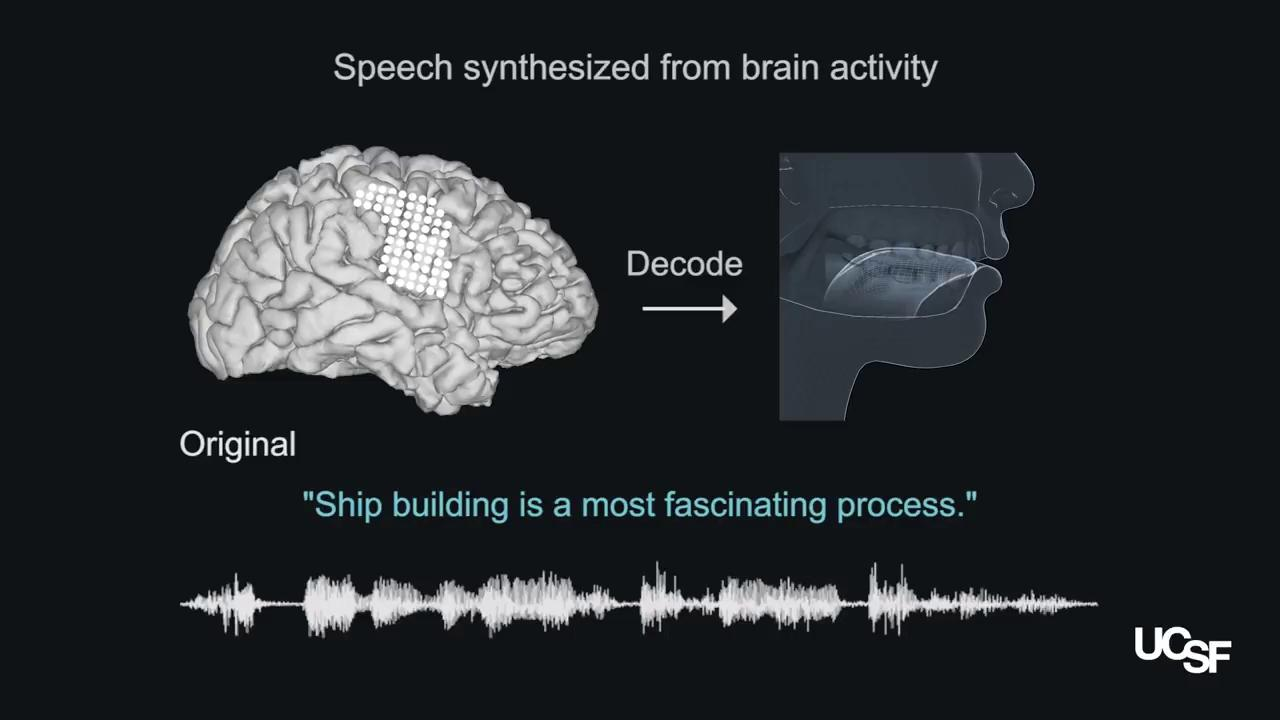 Speech synthesized from brain activity
Decode
Original
"Ship building is a most fascinating process."
UCSF